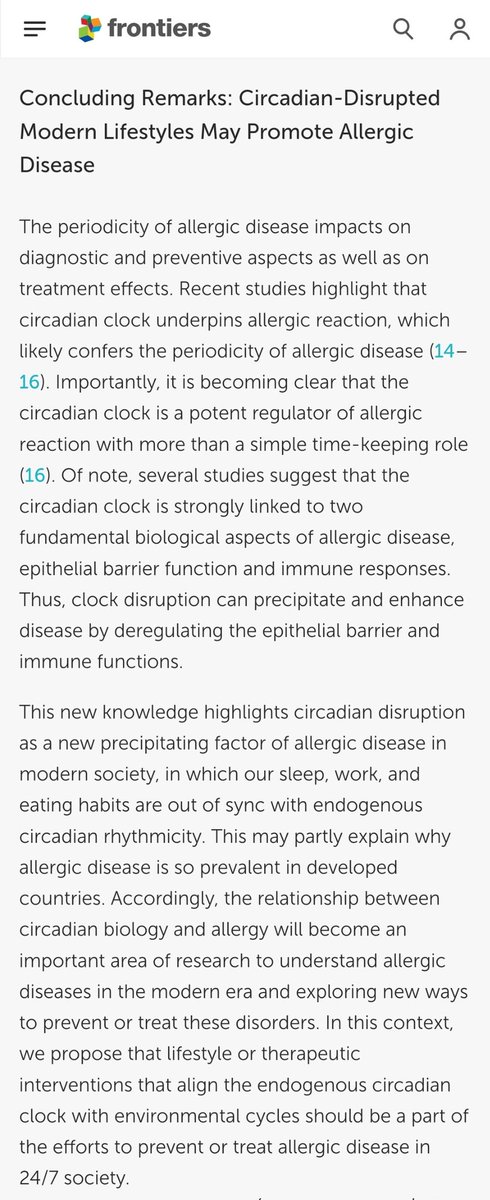 frontiers
Concluding Remarks: Circadian-Disrupted
Modern Lifestyles May Promote Allergic
Disease
The periodicity of allergic disease impacts on
diagnostic and preventive aspects as well as on
treatment effects. Recent studies highlight that
circadian clock underpins allergic reaction, which
likely confers the periodicity of allergic disease (14–
16). Importantly, it is becoming clear that the
circadian clock is a potent regulator of allergic
reaction with more than a simple time-keeping role
(16). Of note, several studies suggest that the
circadian clock is strongly linked to two
fundamental biological aspects of allergic disease,
epithelial barrier function and immune responses.
Thus, clock disruption can precipitate and enhance
disease by deregulating the epithelial barrier and
immune functions.
This new knowledge highlights circadian disruption
as a new precipitating factor of allergic disease in
modern society, in which our sleep, work, and
eating habits are out of sync with endogenous
circadian rhythmicity. This may partly explain why
allergic disease is so prevalent in developed
countries. Accordingly, the relationship between
circadian biology and allergy will become an
important area of research to understand allergic
diseases in the modern era and exploring new ways
to prevent or treat these disorders. In this context,
we propose that lifestyle or therapeutic
interventions that align the endogenous circadian
clock with environmental cycles should be a part of
the efforts to prevent or treat allergic disease in
24/7 society.